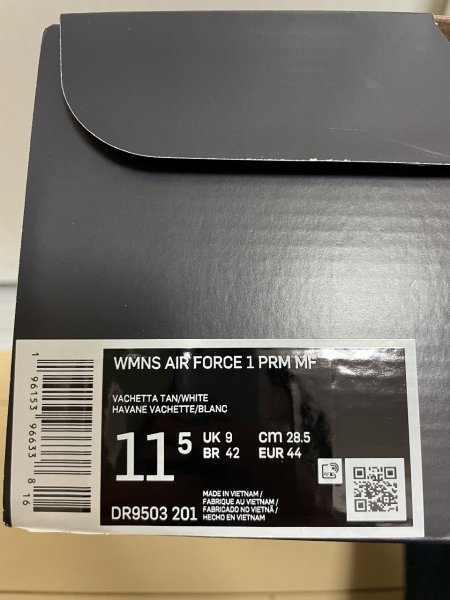 WMNS AIR FORCE 1 PRM MF
VACHETTA TAN/WHITE
HAVANE VACHETTE/BLANC
11 5 UK 9 CM 28.5
BR 42 EUR 44
MADE IN VIETNAM /
FABRIQUE AU VIETNAM /
FABRICADO NO VIETNÃ /
HECHO EN VIETNAM
DR9503 201
1 96153 96633 8 16